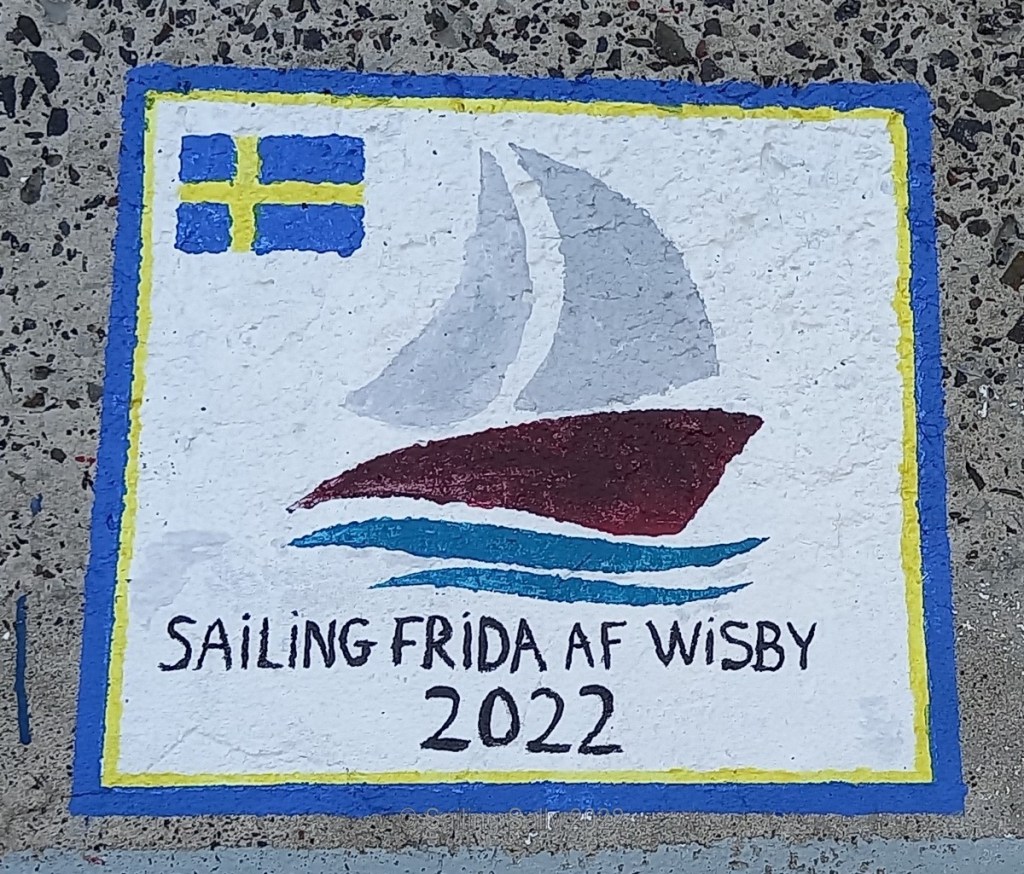 SAiLiNG FRiDA AF WiSBY
2022